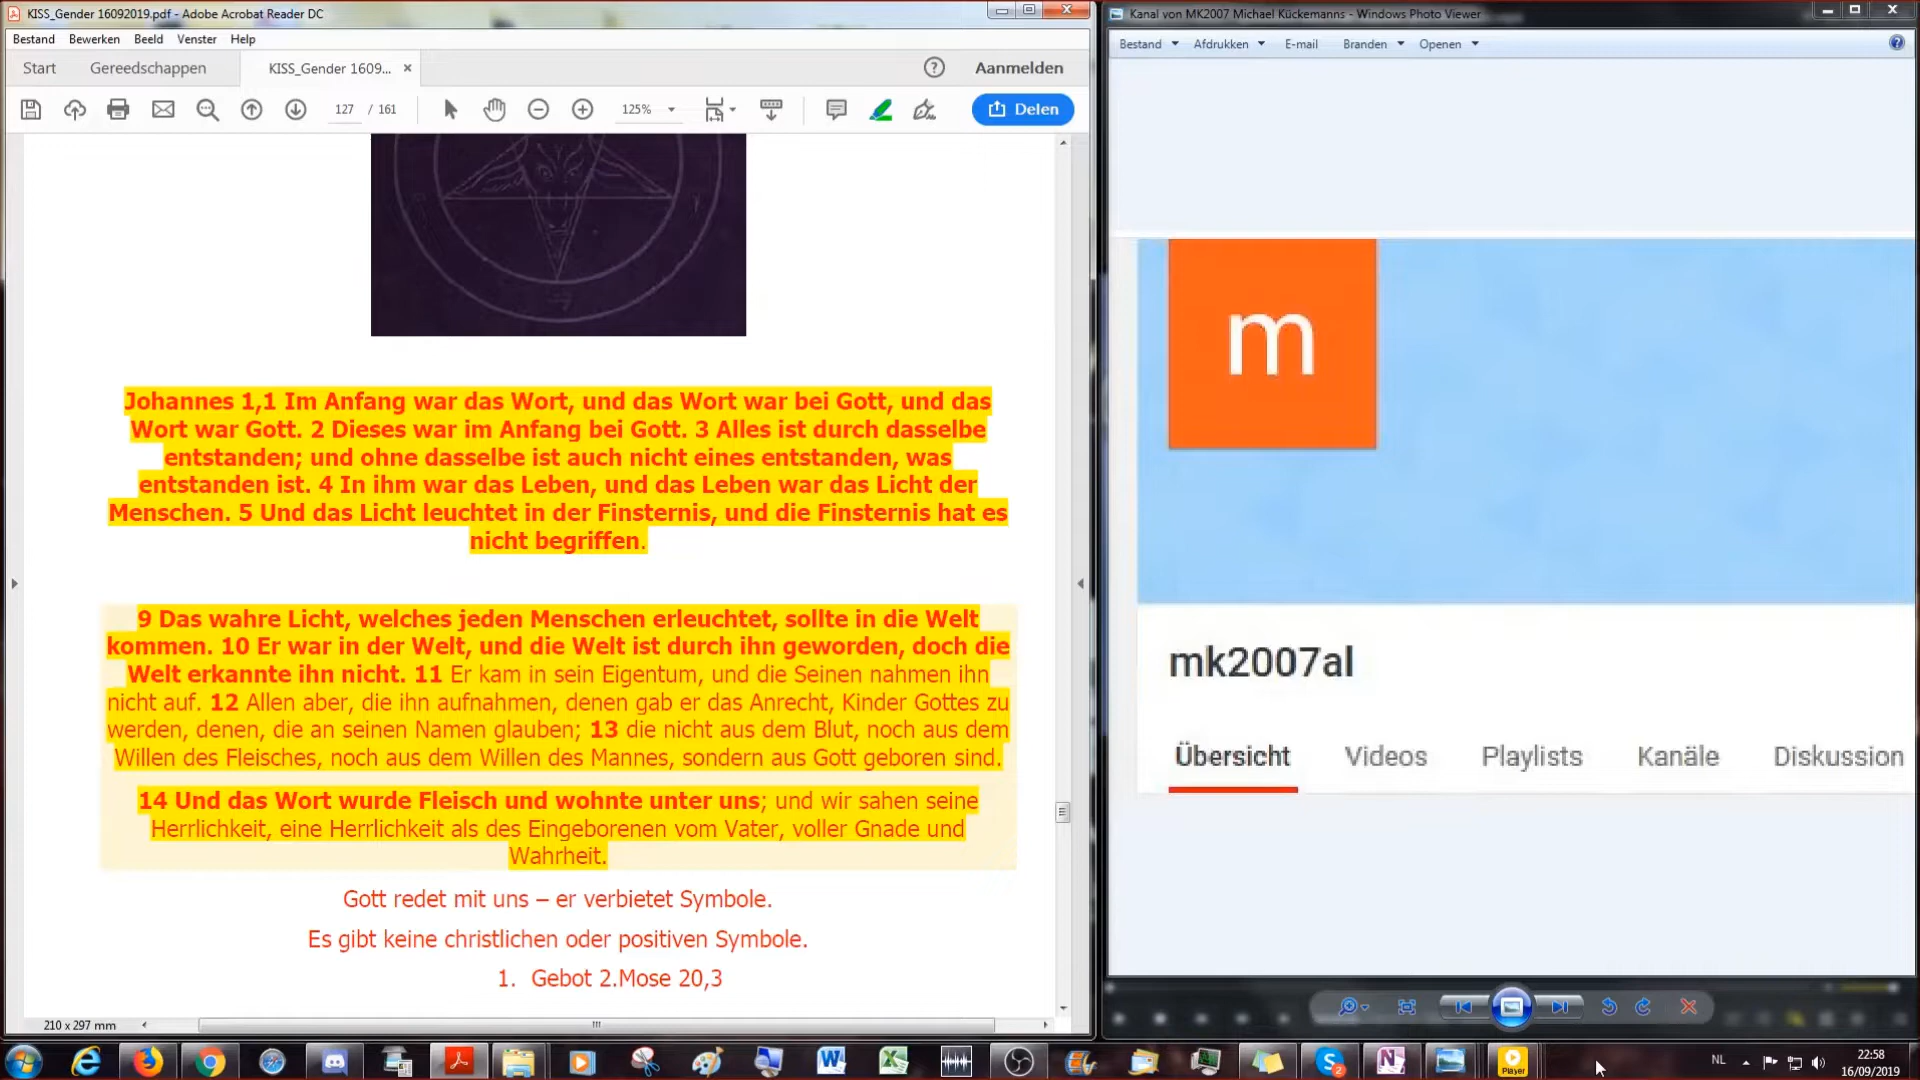 KISS_Gender 16092019.pdf - Adobe Acrobat Reader DC
Bestand Bewerken Beeld Venster Help
Start Gereedschappen KISS_Gender 1609... × Aanmelden
127 / 161 125% Delen
Johannes 1,1 Im Anfang war das Wort, und das Wort war bei Gott, und das
Wort war Gott. 2 Dieses war im Anfang bei Gott. 3 Alles ist durch dasselbe
entstanden; und ohne dasselbe ist auch nicht eines entstanden, was
entstanden ist. 4 In ihm war das Leben, und das Leben war das Licht der
Menschen. 5 Und das Licht leuchtet in der Finsternis, und die Finsternis hat es
nicht begriffen.
9 Das wahre Licht, welches jeden Menschen erleuchtet, sollte in die Welt
kommen. 10 Er war in der Welt, und die Welt ist durch ihn geworden, doch die
Welt erkannte ihn nicht. 11 Er kam in sein Eigentum, und die Seinen nahmen ihn
nicht auf. 12 Allen aber, die ihn aufnahmen, denen gab er das Anrecht, Kinder Gottes zu
werden, denen, die an seinen Namen glauben; 13 die nicht aus dem Blut, noch aus dem
Willen des Fleisches, noch aus dem Willen des Mannes, sondern aus Gott geboren sind.
14 Und das Wort wurde Fleisch und wohnte unter uns; und wir sahen seine
Herrlichkeit, eine Herrlichkeit als des Eingeborenen vom Vater, voller Gnade und
Wahrheit.
Gott redet mit uns – er verbietet Symbole.
Es gibt keine christlichen oder positiven Symbole.
1. Gebot 2.Mose 20,3
210 x 297 mm
Kanal von MK2007 Michael Kückemanns - Windows Photo Viewer
Bestand Afdrukken E-mail Branden Openen
m
mk2007al
Übersicht Videos Playlists Kanäle Diskussion
Player
NL
22:58
16/09/2019